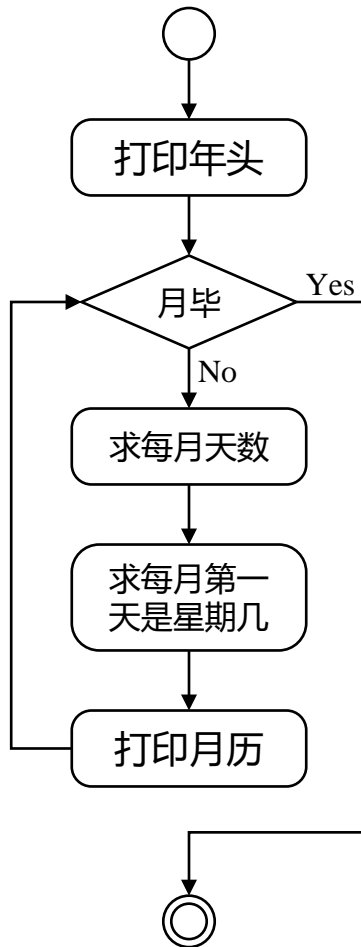 打印年头
月毕
Yes
No
求每月天数
求每月第一
天是星期几
打印月历